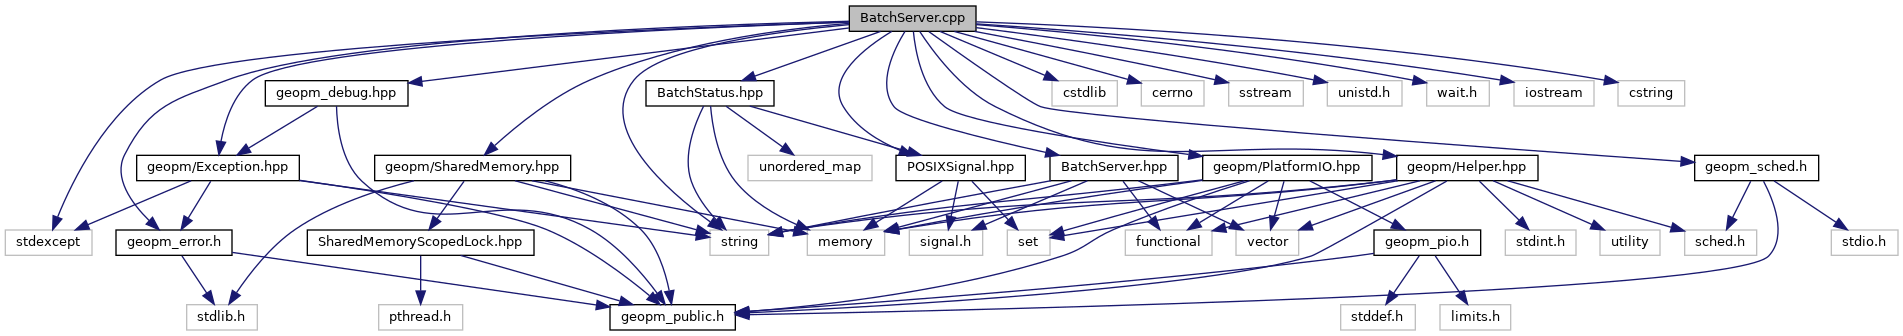 BatchServer.cpp
geopm_debug.hpp
BatchStatus.hpp
cstdlib
cerrno
sstream
unistd.h
wait.h
iostream
cstring
geopm/Exception.hpp
geopm/SharedMemory.hpp
unordered_map
POSIXSignal.hpp
BatchServer.hpp
geopm/PlatformIO.hpp
geopm/Helper.hpp
geopm_sched.h
stdexcept
geopm_error.h
SharedMemoryScopedLock.hpp
string
memory
signal.h
set
functional
vector
geopm_pio.h
stdint.h
utility
sched.h
stdio.h
stdlib.h
pthread.h
geopm_public.h
stddef.h
limits.h